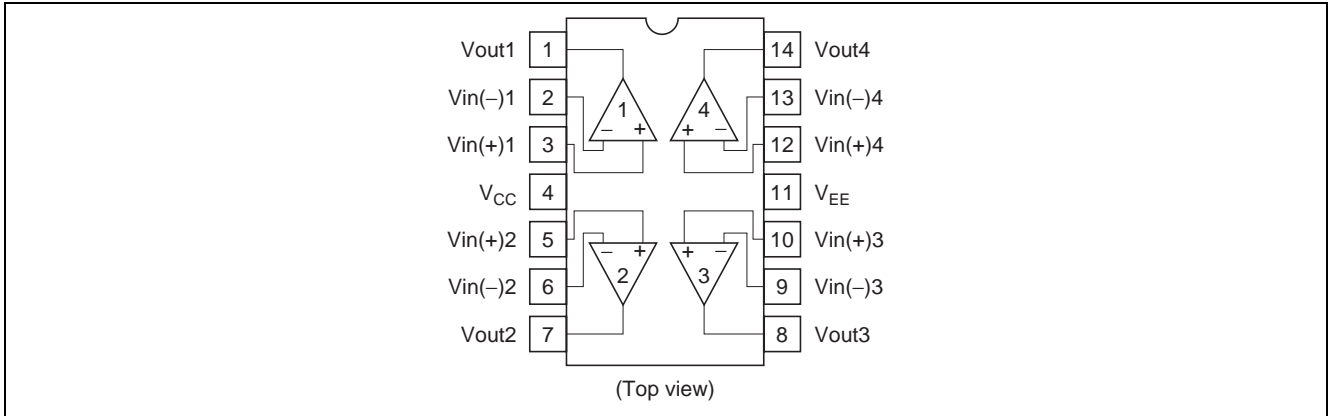 Vout1 1 14 Vout4
Vin(−)1 2 13 Vin(−)4
1 4
− + + −
Vin(+)1 3 12 Vin(+)4
VCC 4 11 VEE
Vin(+)2 5 10 Vin(+)3
− + + −
2 3
Vin(−)2 6 9 Vin(−)3
Vout2 7 8 Vout3
(Top view)